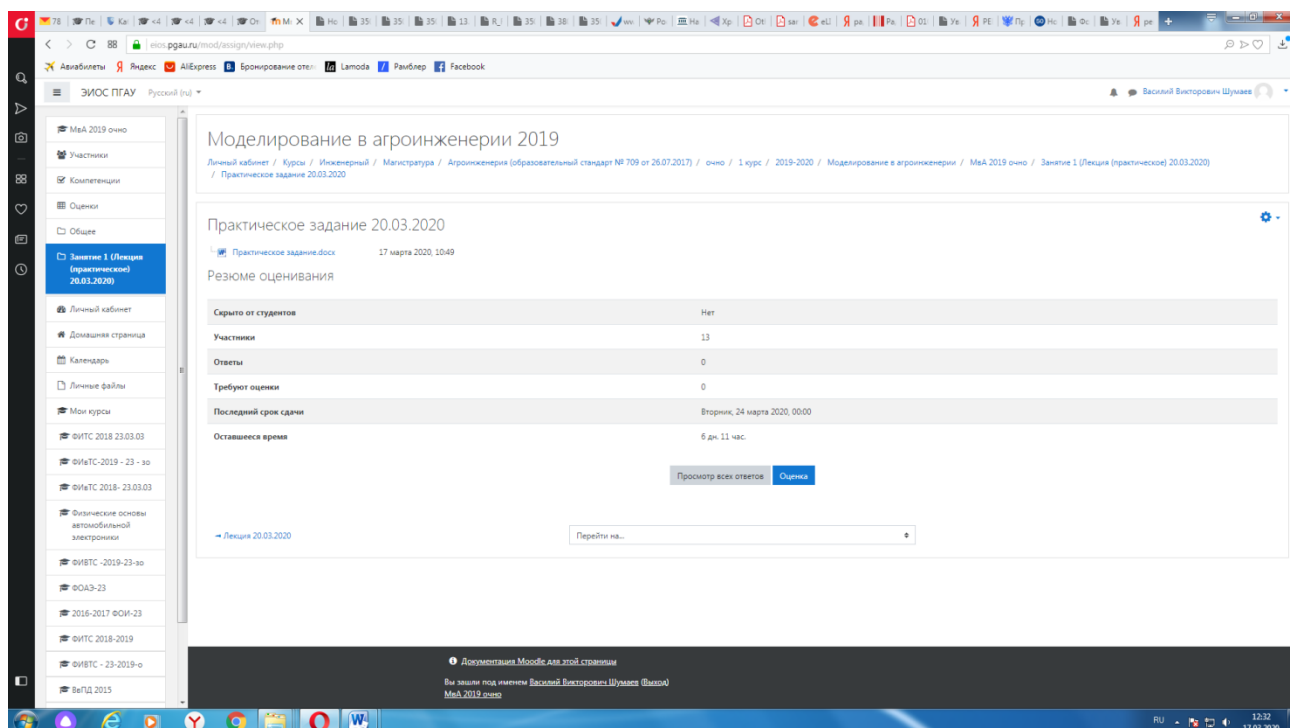 eios.pgau.ru/mod/assign/view.php
Авиабилеты Яндекс AliExpress Бронирование отел Lamoda Рамблер Facebook
ЭИОС ПГАУ Русский (ru)
Василий Викторович Шумаев
МвА 2019 очно
Участники
Компетенции
Оценки
Общее
Занятие 1 (Лекция
(практическое)
20.03.2020)
Личный кабинет
Домашняя страница
Календарь
Личные файлы
Мои курсы
ФИТС 2018 23.03.03
ФИвТС-2019 - 23 - зо
ФИвТС 2018- 23.03.03
Физические основы
автомобильной
электроники
ФИВТС -2019-23-зо
ФОАЭ-23
2016-2017 ФОИ-23
ФИТС 2018-2019
ФИВТС - 23-2019-о
ВеПД 2015
Моделирование в агроинженерии 2019
Личный кабинет / Курсы / Инженерный / Магистратура / Агроинженерия (образовательный стандарт № 709 от 26.07.2017) / очно / 1 курс / 2019-2020 / Моделирование в агроинженерии / МвА 2019 очно / Занятие 1 (Лекция (практическое) 20.03.2020)
/ Практическое задание 20.03.2020
Практическое задание 20.03.2020
Практическое задание.docx 17 марта 2020, 10:49
Резюме оценивания
Скрыто от студентов Нет
Участники 13
Ответы 0
Требуют оценки 0
Последний срок сдачи Вторник, 24 марта 2020, 00:00
Оставшееся время 6 дн. 11 час.
Просмотр всех ответов Оценка
→ Лекция 20.03.2020 Перейти на...
Документация Moodle для этой страницы
Вы зашли под именем Василий Викторович Шумаев (Выход)
МвА 2019 очно
RU 12:32
17.03.2020